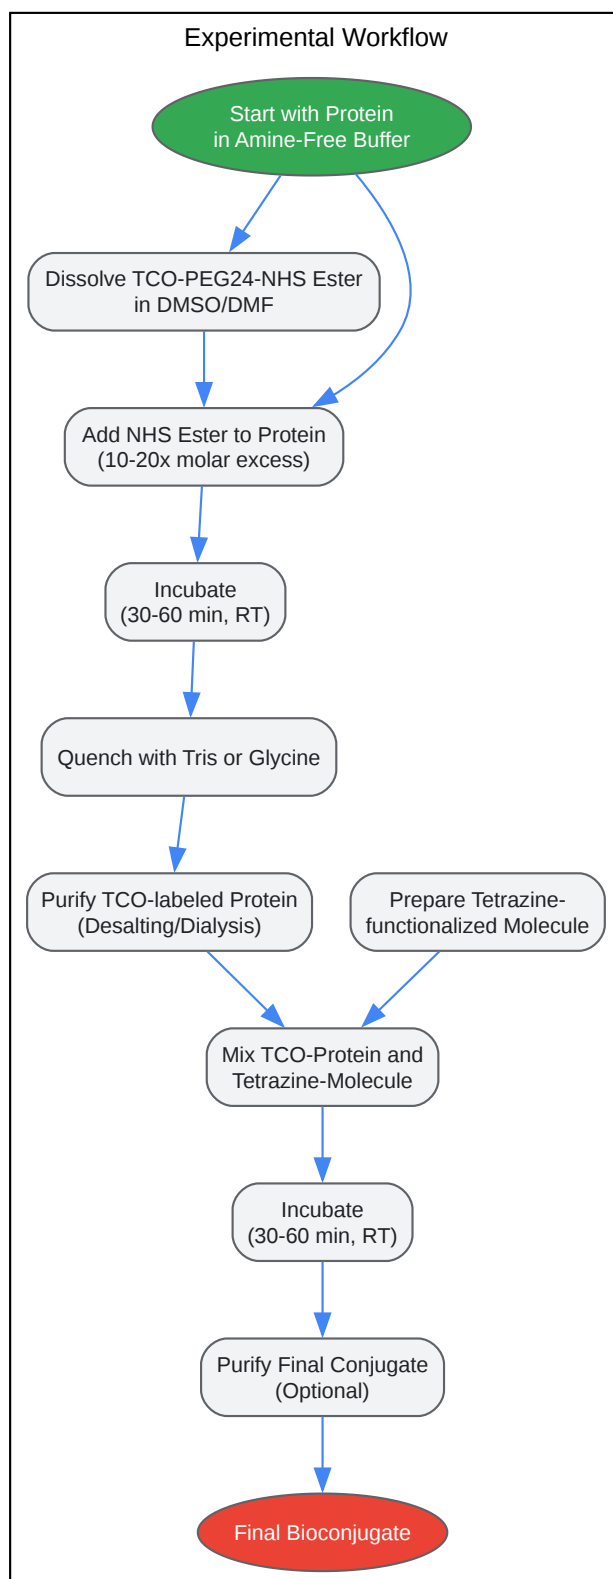 Experimental Workflow
Start with Protein
in Amine-Free Buffer
Dissolve TCO-PEG24-NHS Ester
in DMSO/DMF
Add NHS Ester to Protein
(10-20x molar excess)
Incubate
(30-60 min, RT)
Quench with Tris or Glycine
Purify TCO-labeled Protein
(Desalting/Dialysis)
Prepare Tetrazine-
functionalized Molecule
Mix TCO-Protein and
Tetrazine-Molecule
Incubate
(30-60 min, RT)
Purify Final Conjugate
(Optional)
Final Bioconjugate